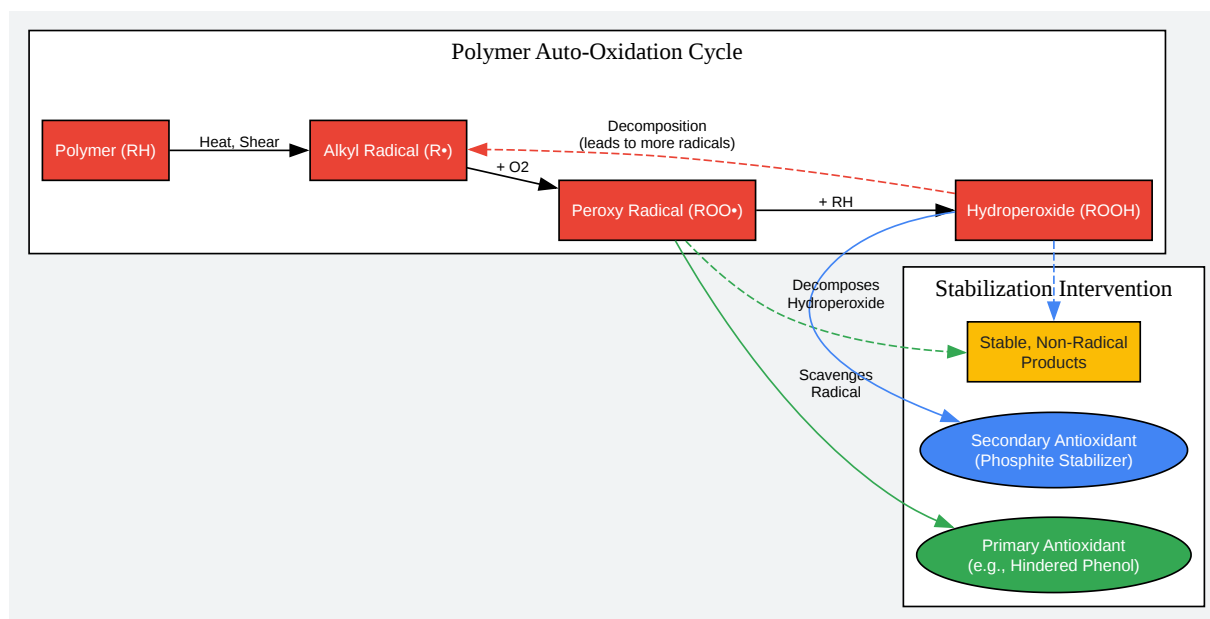 Polymer Auto-Oxidation Cycle
Polymer (RH)
Heat, Shear
Alkyl Radical (R•)
Decomposition
(leads to more radicals)
+ O2
Peroxy Radical (ROO•)
+ RH
Hydroperoxide (ROOH)
Decomposes
Hydroperoxide
Stabilization Intervention
Stable, Non-Radical
Products
Scavenges
Radical
Secondary Antioxidant
(Phosphite Stabilizer)
Primary Antioxidant
(e.g., Hindered Phenol)